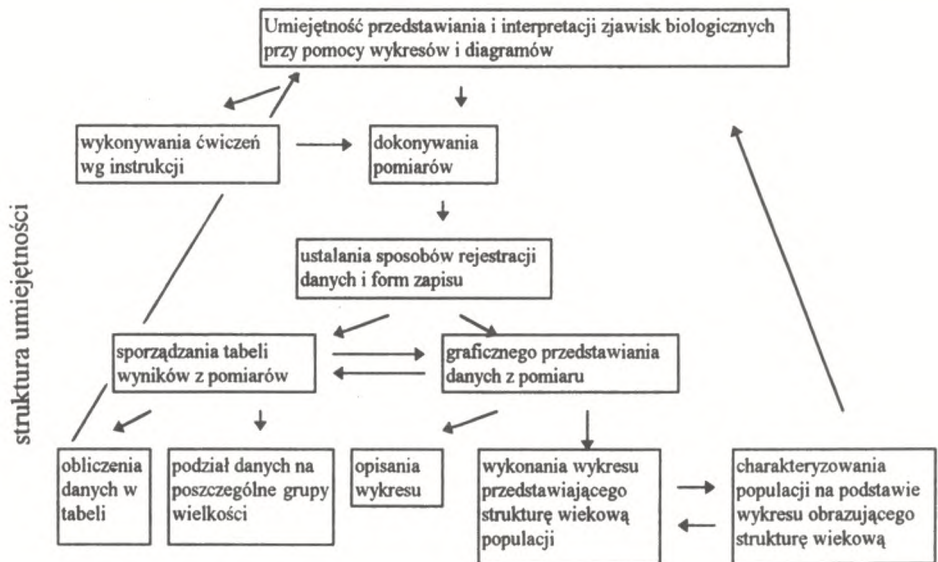 Umiejętność przedstawiania i interpretacji zjawisk biologicznych
przy pomocy wykresów i diagramów
wykonywania ćwiczeń
wg instrukcji
dokonywania
pomiarów
struktura umiejętności
ustalania sposobów rejestracji
danych i form zapisu
sporządzania tabeli
wyników z pomiarów
graficznego przedstawiania
danych z pomiaru
obliczenia
danych w
tabeli
podział danych na
poszczególne grupy
wielkości
opisania
wykresu
wykonania wykresu
przedstawiającego
strukturę wiekową
populacji
charakteryzowania
populacji na podstawie
wykresu obrazującego
strukturę wiekową